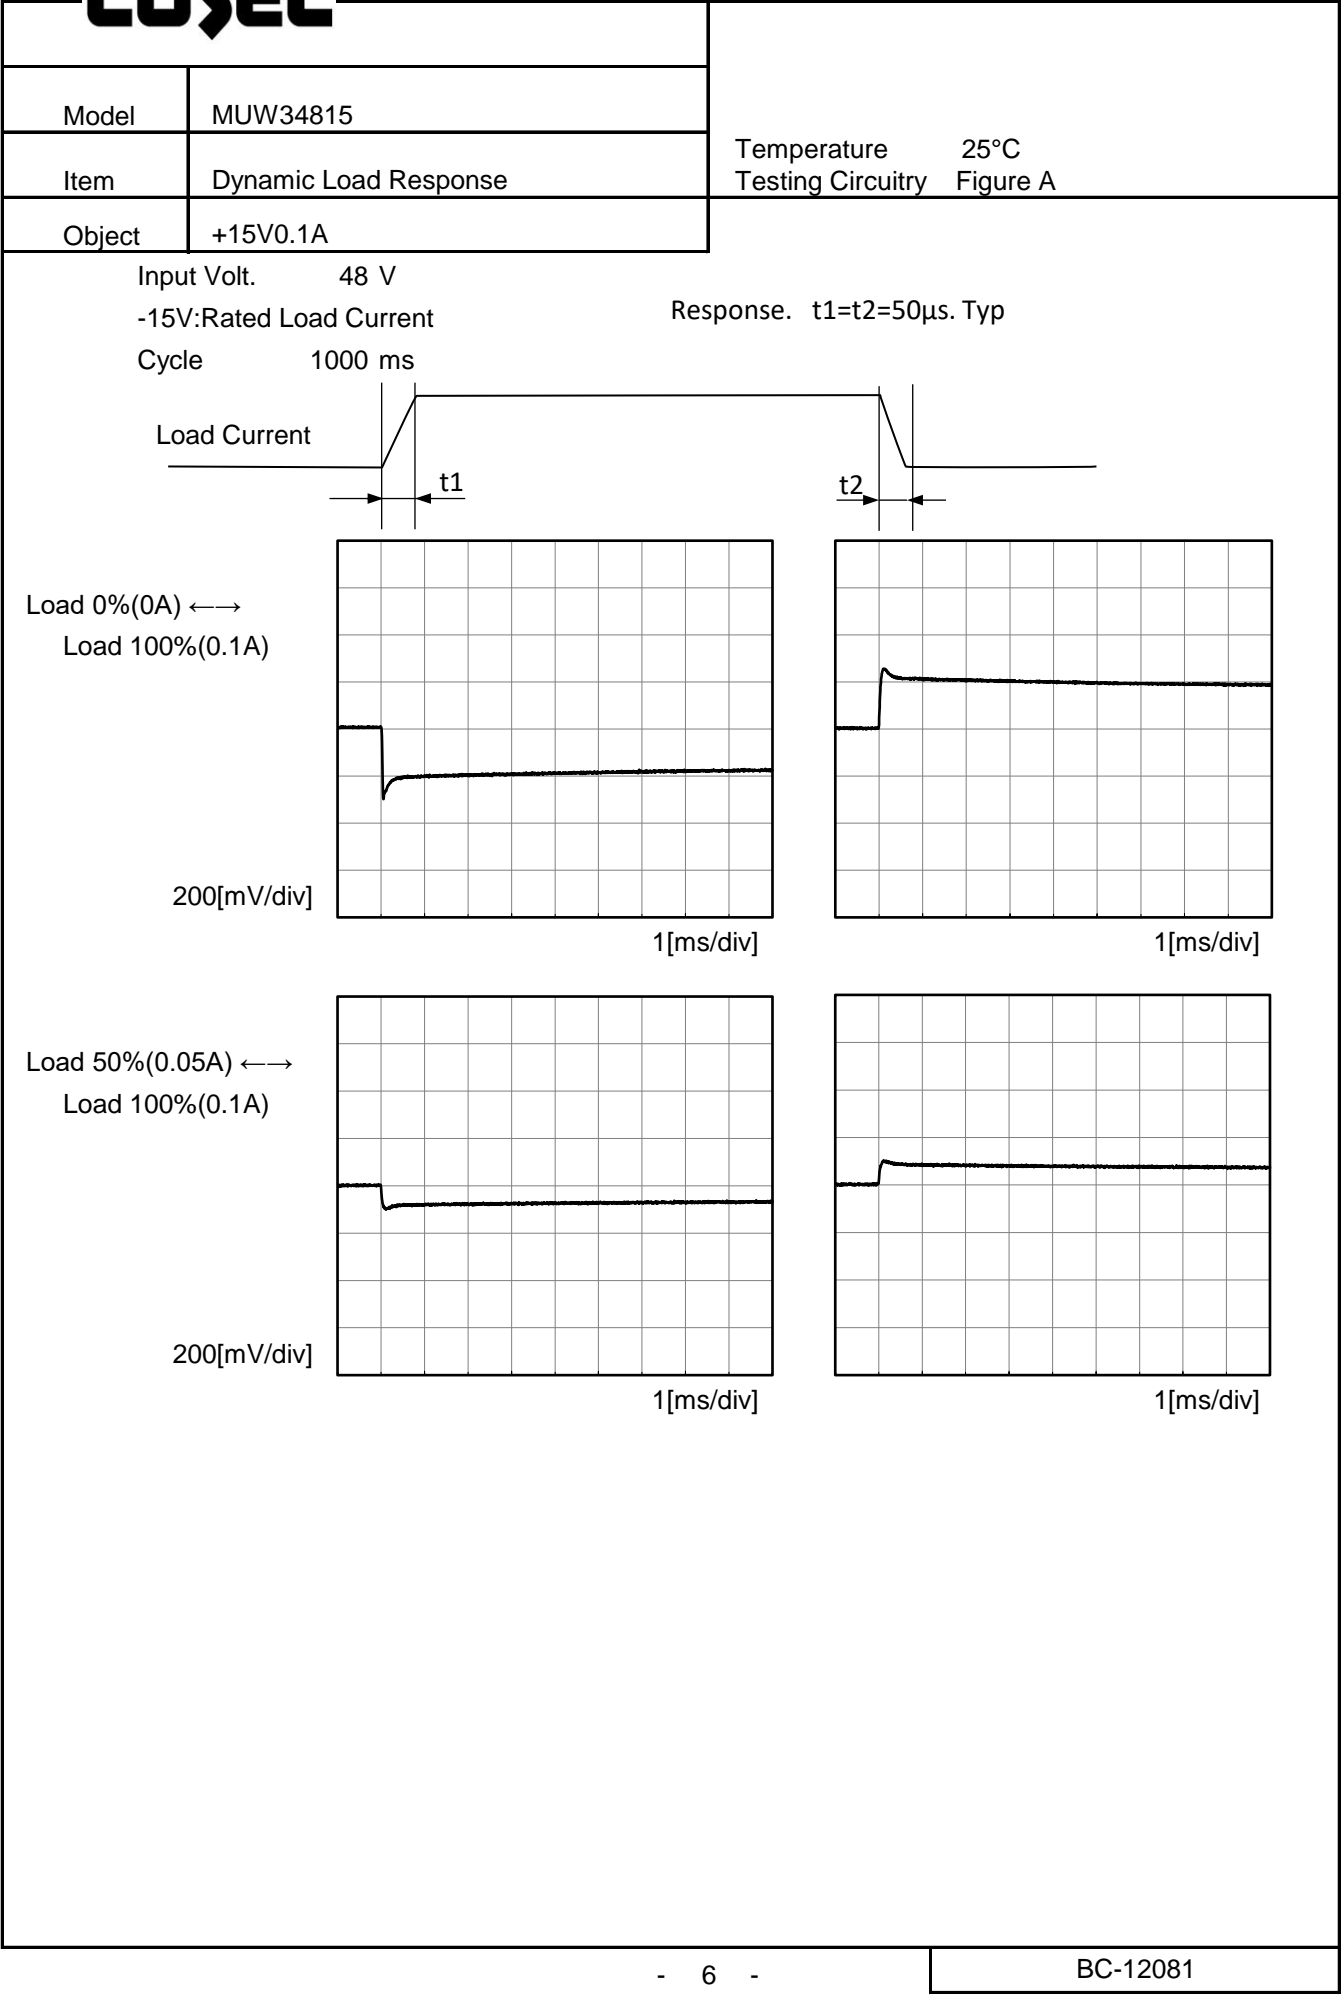 COSEL
Model MUW34815
Temperature 25°C
Item Dynamic Load Response
Testing Circuitry Figure A
Object +15V0.1A
Input Volt. 48 V
-15V:Rated Load Current
Response. t1=t2=50µs. Typ
Cycle 1000 ms
Load Current
t1
t2
Load 0%(0A) ←→
Load 100%(0.1A)
200[mV/div]
1[ms/div] 1[ms/div]
Load 50%(0.05A) ←→
Load 100%(0.1A)
200[mV/div]
1[ms/div] 1[ms/div]
- 6 -
BC-12081